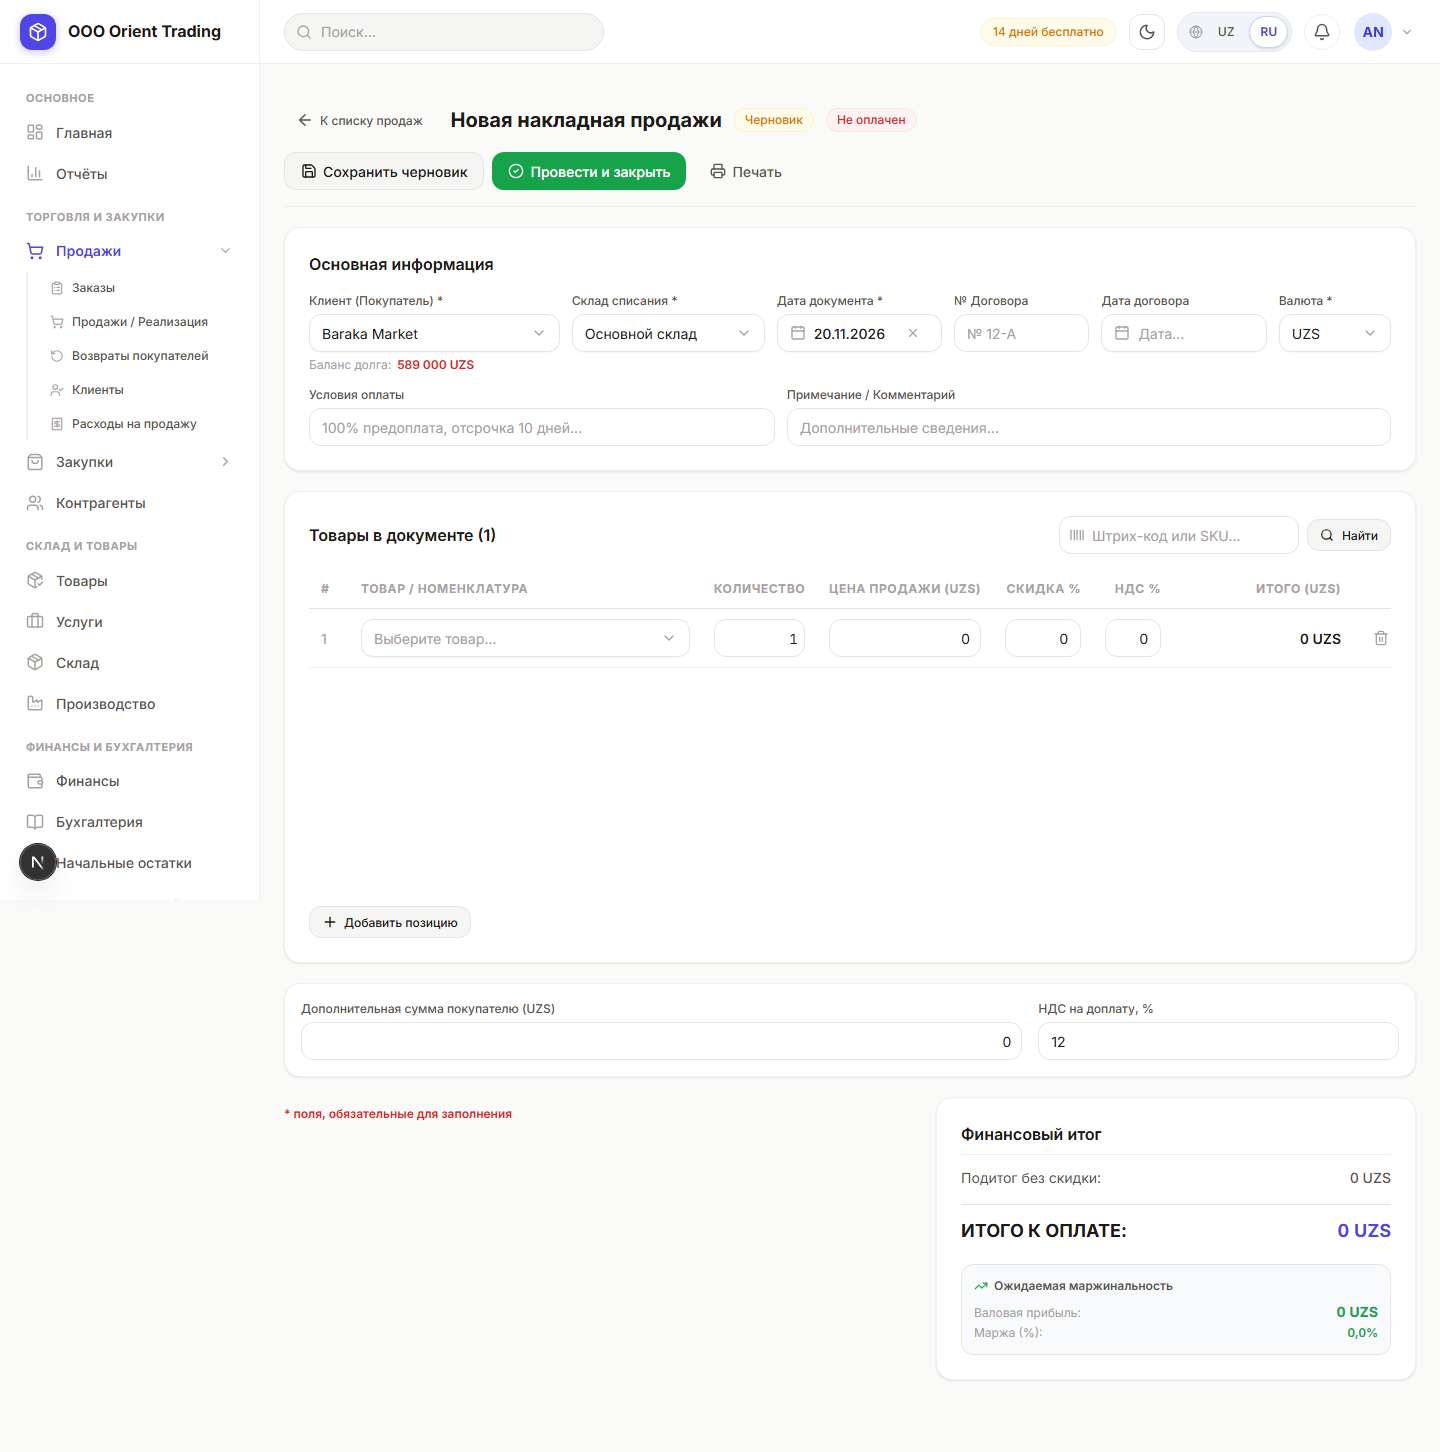 ООО Orient Trading
Поиск...
14 дней бесплатно
UZ
RU
AN
ОСНОВНОЕ
Главная
Отчёты
ТОРГОВЛЯ И ЗАКУПКИ
Продажи
Заказы
Продажи / Реализация
Возвраты покупателей
Клиенты
Расходы на продажу
Закупки
Контрагенты
СКЛАД И ТОВАРЫ
Товары
Услуги
Склад
Производство
ФИНАНСЫ И БУХГАЛТЕРИЯ
Финансы
Бухгалтерия
N
Начальные остатки
К списку продаж
Новая накладная продажи
Черновик
Не оплачен
Сохранить черновик
Провести и закрыть
Печать
Основная информация
Клиент (Покупатель) *
Склад списания *
Дата документа *
№ Договора
Дата договора
Валюта *
Baraka Market
Основной склад
20.11.2026
№ 12-А
Дата...
UZS
Баланс долга: 589 000 UZS
Условия оплаты
Примечание / Комментарий
100% предоплата, отсрочка 10 дней...
Дополнительные сведения...
Товары в документе (1)
Штрих-код или SKU...
Найти
# ТОВАР / НОМЕНКЛАТУРА КОЛИЧЕСТВО ЦЕНА ПРОДАЖИ (UZS) СКИДКА % НДС % ИТОГО (UZS)
1 Выберите товар... 1 0 0 0 0 UZS
Добавить позицию
Дополнительная сумма покупателю (UZS)
НДС на доплату, %
0
12
* поля, обязательные для заполнения
Финансовый итог
Подитог без скидки: 0 UZS
ИТОГО К ОПЛАТЕ: 0 UZS
Ожидаемая маржинальность
Валовая прибыль: 0 UZS
Маржа (%): 0,0%